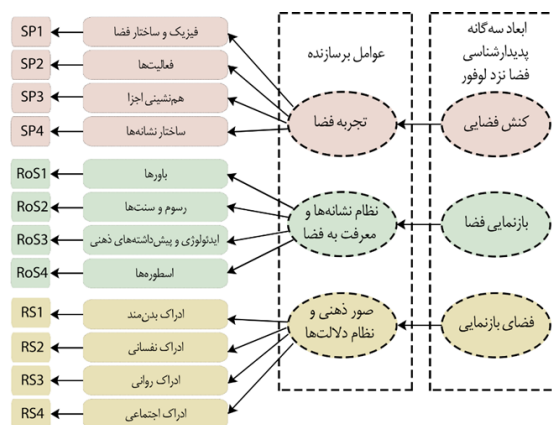 ابعاد سه‌گانه
پدیدارشناسی
فضا نزد لوفور
عوامل برسازنده
کنش فضایی
تجربه فضا
فیزیک و ساختار فضا
SP1
فعالیت‌ها
SP2
هم‌نشینی اجزا
SP3
ساختار نشانه‌ها
SP4
بازنمایی فضا
نظام نشانه‌ها و
معرفت به فضا
باورها
RoS1
رسوم و سنت‌ها
RoS2
ایدئولوژی و پیش‌داشته‌های ذهنی
RoS3
اسطوره‌ها
RoS4
فضای بازنمایی
صور ذهنی و
نظام دلالت‌ها
ادراک بدن‌مند
RS1
ادراک نفسانی
RS2
ادراک روانی
RS3
ادراک اجتماعی
RS4